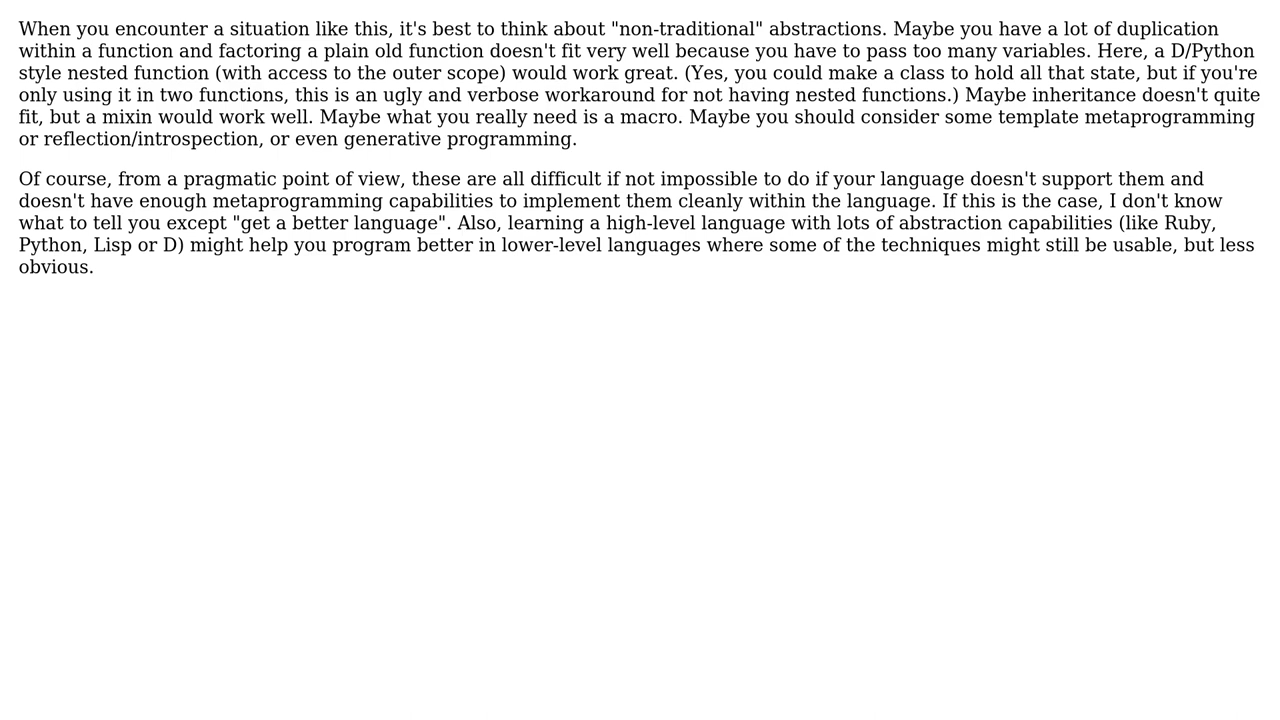 When you encounter a situation like this, it's best to think about "non-traditional" abstractions. Maybe you have a lot of duplication
within a function and factoring a plain old function doesn't fit very well because you have to pass too many variables. Here, a D/Python
style nested function (with access to the outer scope) would work great. (Yes, you could make a class to hold all that state, but if you're
only using it in two functions, this is an ugly and verbose workaround for not having nested functions.) Maybe inheritance doesn't quite
fit, but a mixin would work well. Maybe what you really need is a macro. Maybe you should consider some template metaprogramming
or reflection/introspection, or even generative programming.
Of course, from a pragmatic point of view, these are all difficult if not impossible to do if your language doesn't support them and
doesn't have enough metaprogramming capabilities to implement them cleanly within the language. If this is the case, I don't know
what to tell you except "get a better language". Also, learning a high-level language with lots of abstraction capabilities (like Ruby,
Python, Lisp or D) might help you program better in lower-level languages where some of the techniques might still be usable, but less
obvious.